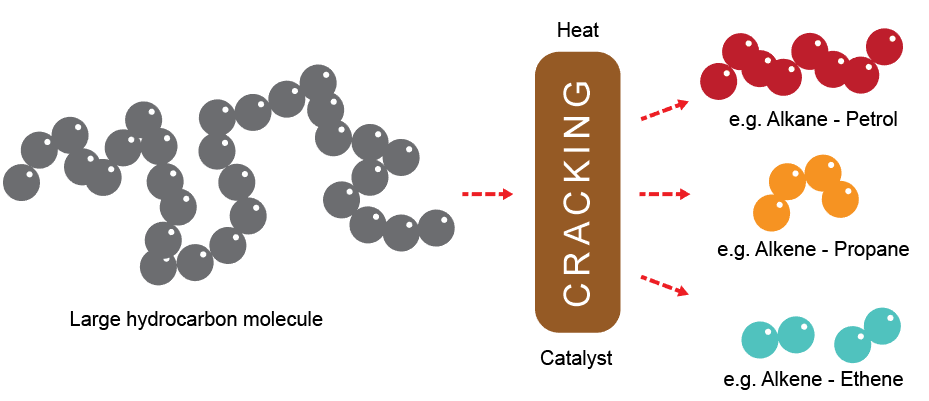 Heat
CRACKING
Catalyst
Large hydrocarbon molecule
e.g. Alkane - Petrol
e.g. Alkene - Propane
e.g. Alkene - Ethene